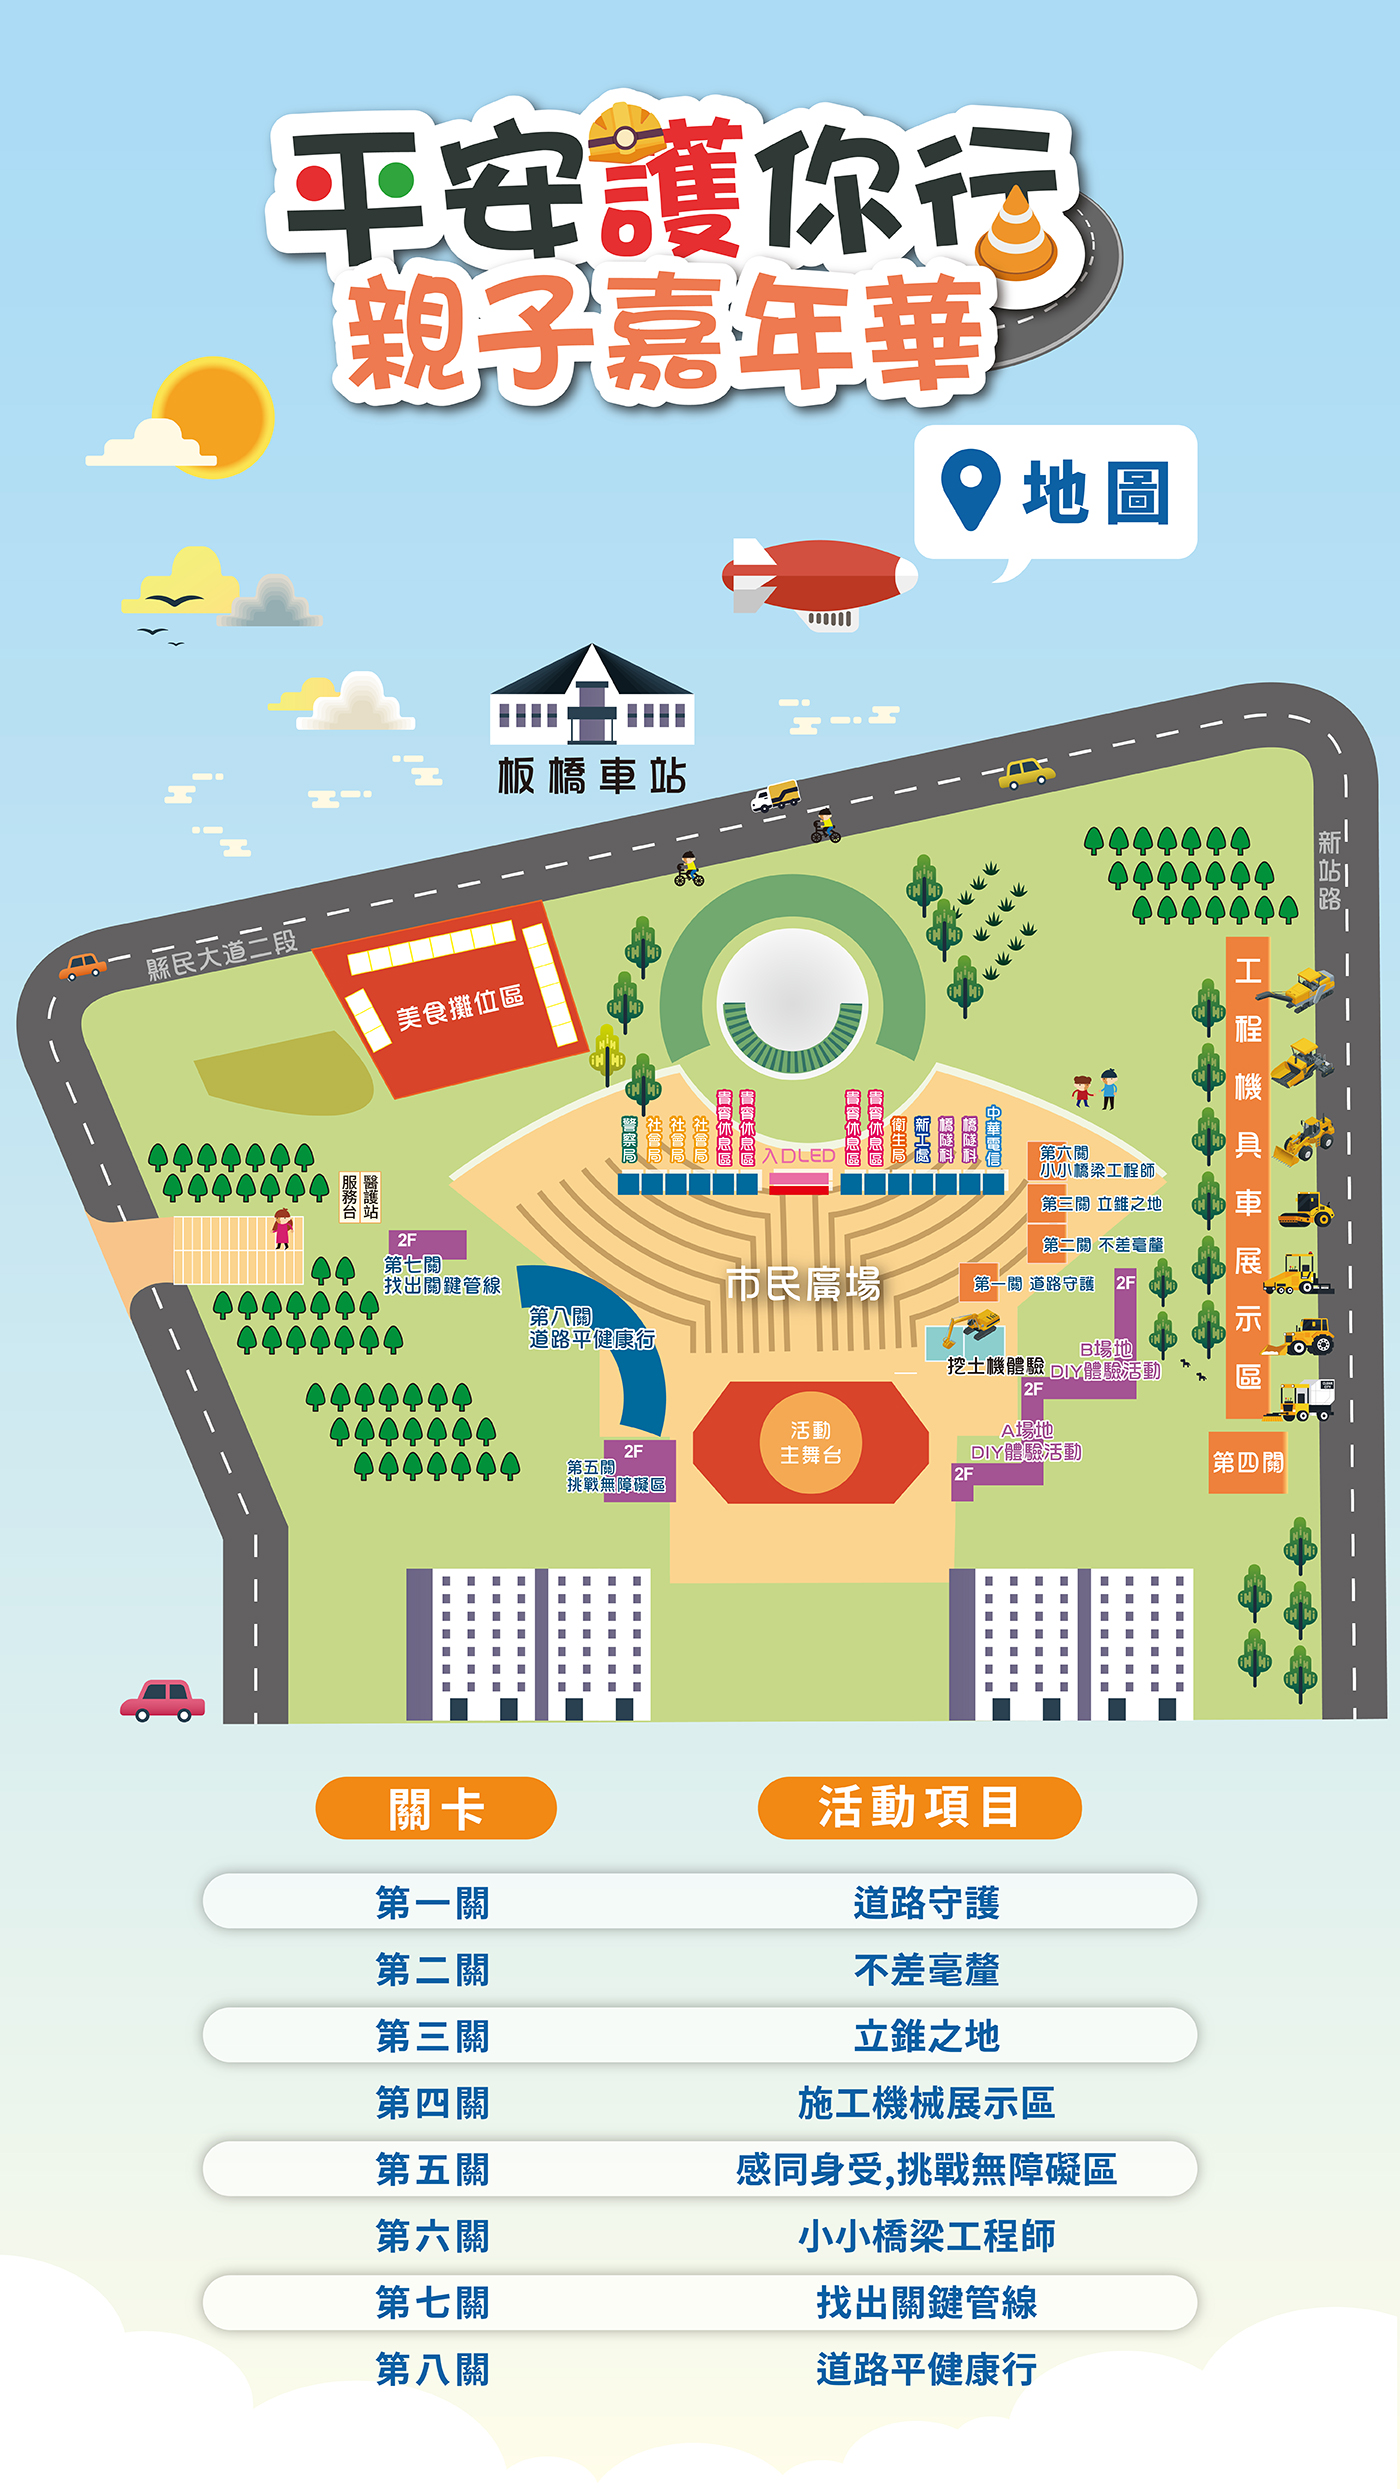 平安護你行
親子嘉年華
地圖
板橋車站
新站路
縣民大道二段
美食攤位區
工程機具車展示區
警察局
社會局
社會局
社會局
貴賓休息區
貴賓休息區
入口LED
貴賓休息區
貴賓休息區
衛生局
新工處
橋隧科
橋隧科
中華電信
第六關
小小橋梁工程師
第三關 立錐之地
第二關 不差毫釐
第一關 道路守護
服務台
醫護站
2F
第七關
找出關鍵管線
市民廣場
第八關
道路平健康行
2F
挖土機體驗
B場地
DIY體驗活動
2F
A場地
DIY體驗活動
2F
活動
主舞台
2F
第五關
挑戰無障礙區
第四關
關卡 活動項目
第一關 道路守護
第二關 不差毫釐
第三關 立錐之地
第四關 施工機械展示區
第五關 感同身受,挑戰無障礙區
第六關 小小橋梁工程師
第七關 找出關鍵管線
第八關 道路平健康行